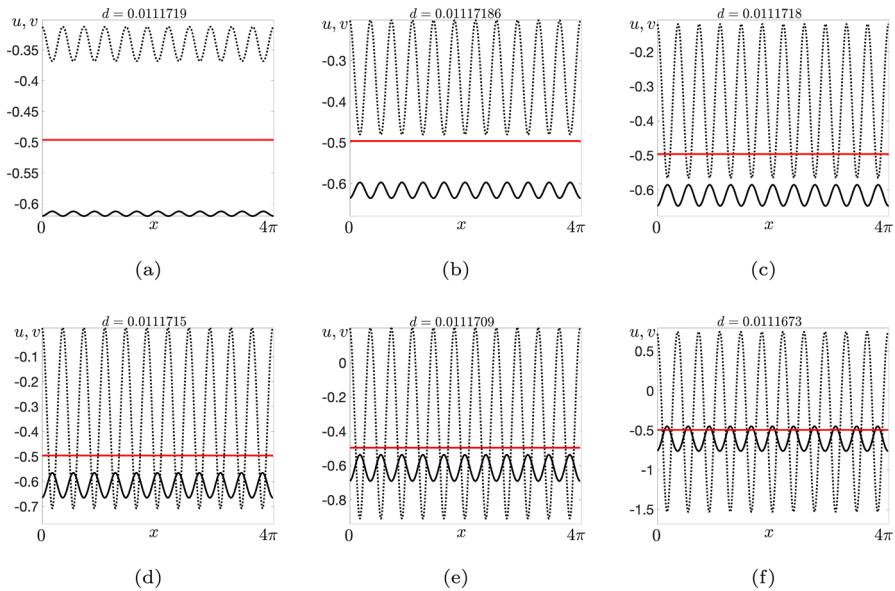 d = 0.0111719 d = 0.01117186 d = 0.0111718
u, v u, v u, v
-0.35 -0.3 -0.2
-0.4 -0.4 -0.3
-0.45 -0.5 -0.4
-0.5 -0.6 -0.5
-0.55 -0.6
-0.6
0 x 4π 0 x 4π 0 x 4π
(a) (b) (c)
d = 0.0111715 d = 0.0111709 d = 0.0111673
u, v u, v u, v
-0.1 0 0.5
-0.2 -0.2 0
-0.3 -0.4 -0.5
-0.4 -0.6 -1
-0.5 -0.8 -1.5
-0.6
-0.7
0 x 4π 0 x 4π 0 x 4π
(d) (e) (f)